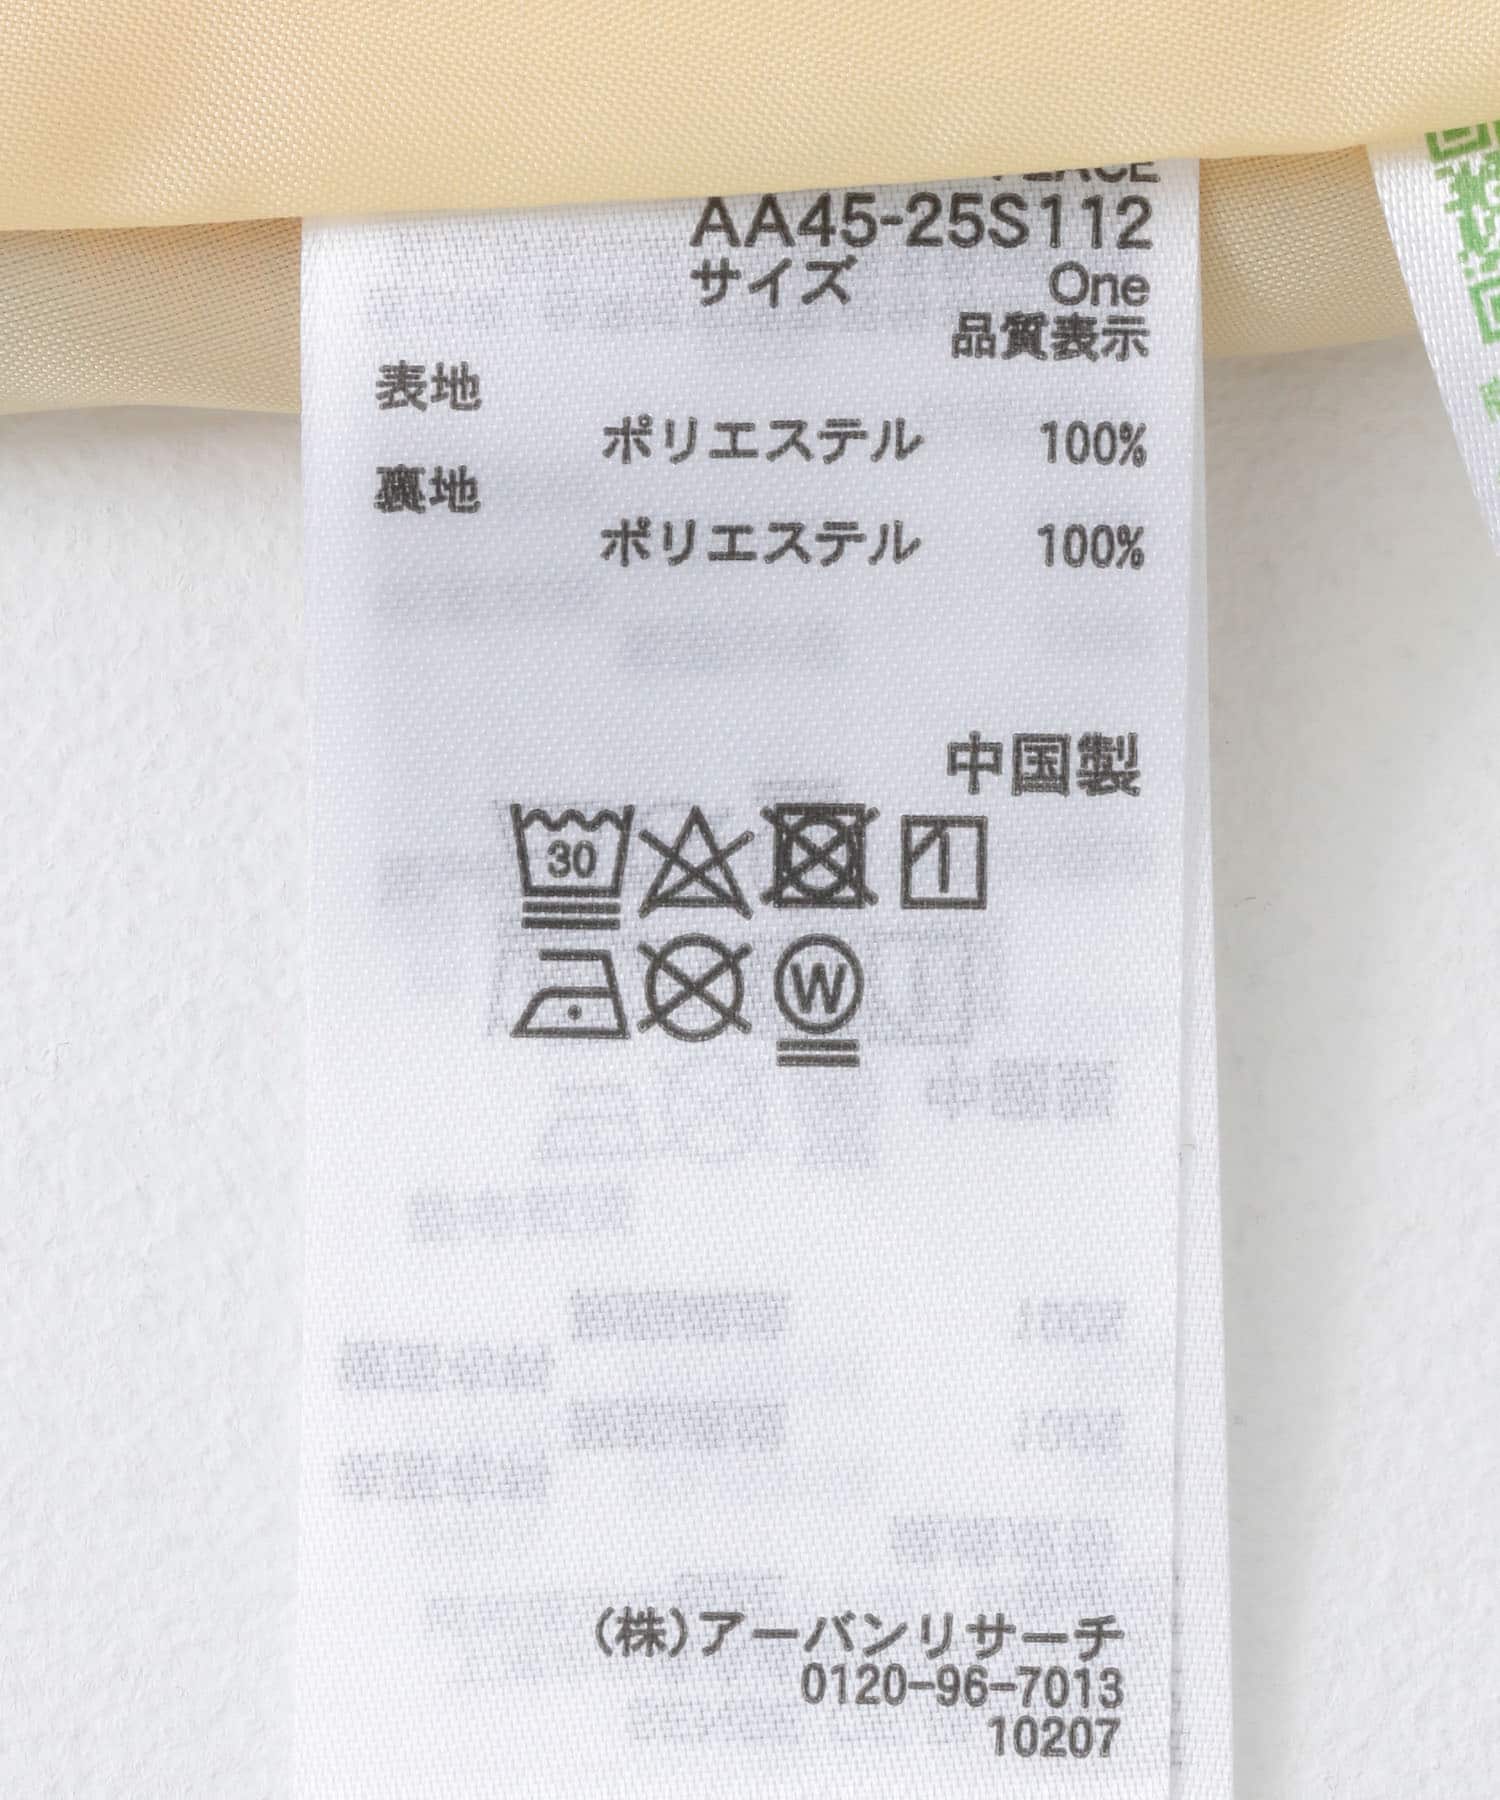 AA45-25S112
サイズ One
品質表示
表地
ポリエステル 100%
裏地
ポリエステル 100%
中国製
30
W
(株)アーバンリサーチ
0120-96-7013
10207